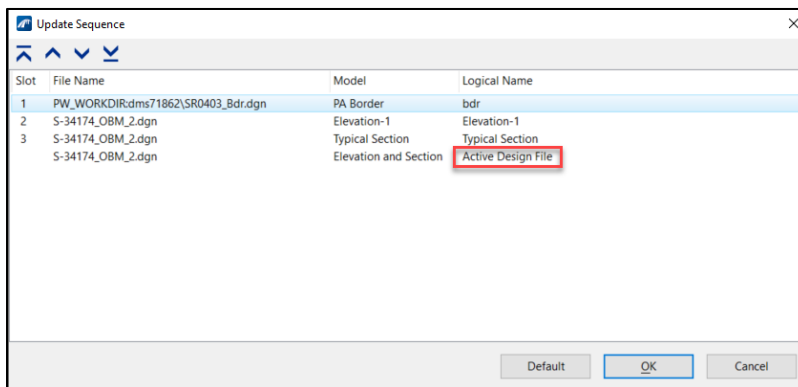 Update Sequence
Slot File Name Model Logical Name
1 PW_WORKDIR:dms71862\SR0403_Bdr.dgn PA Border bdr
2 S-34174_OBM_2.dgn Elevation-1 Elevation-1
3 S-34174_OBM_2.dgn Typical Section Typical Section
S-34174_OBM_2.dgn Elevation and Section Active Design File
Default OK Cancel